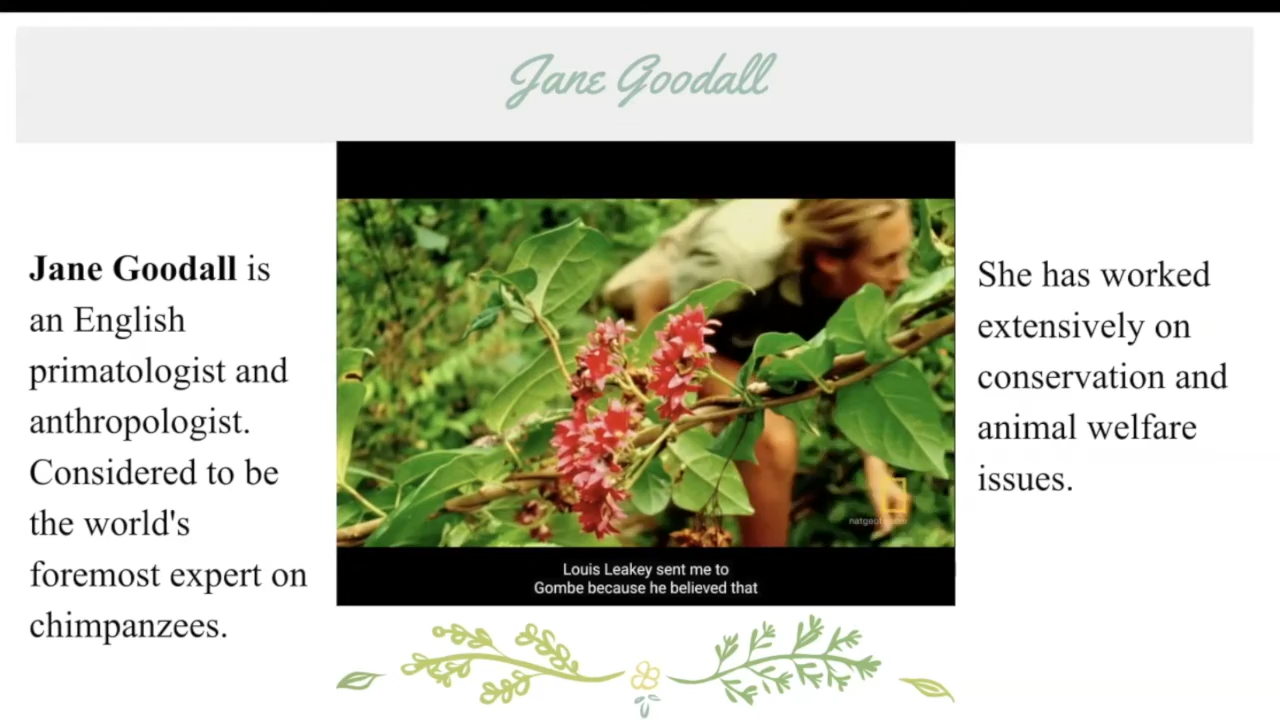 Jane Goodall
Jane Goodall is
an English
primatologist and
anthropologist.
Considered to be
the world's
foremost expert on
chimpanzees.
Louis Leakey sent me to
Gombe because he believed that
She has worked
extensively on
conservation and
animal welfare
issues.